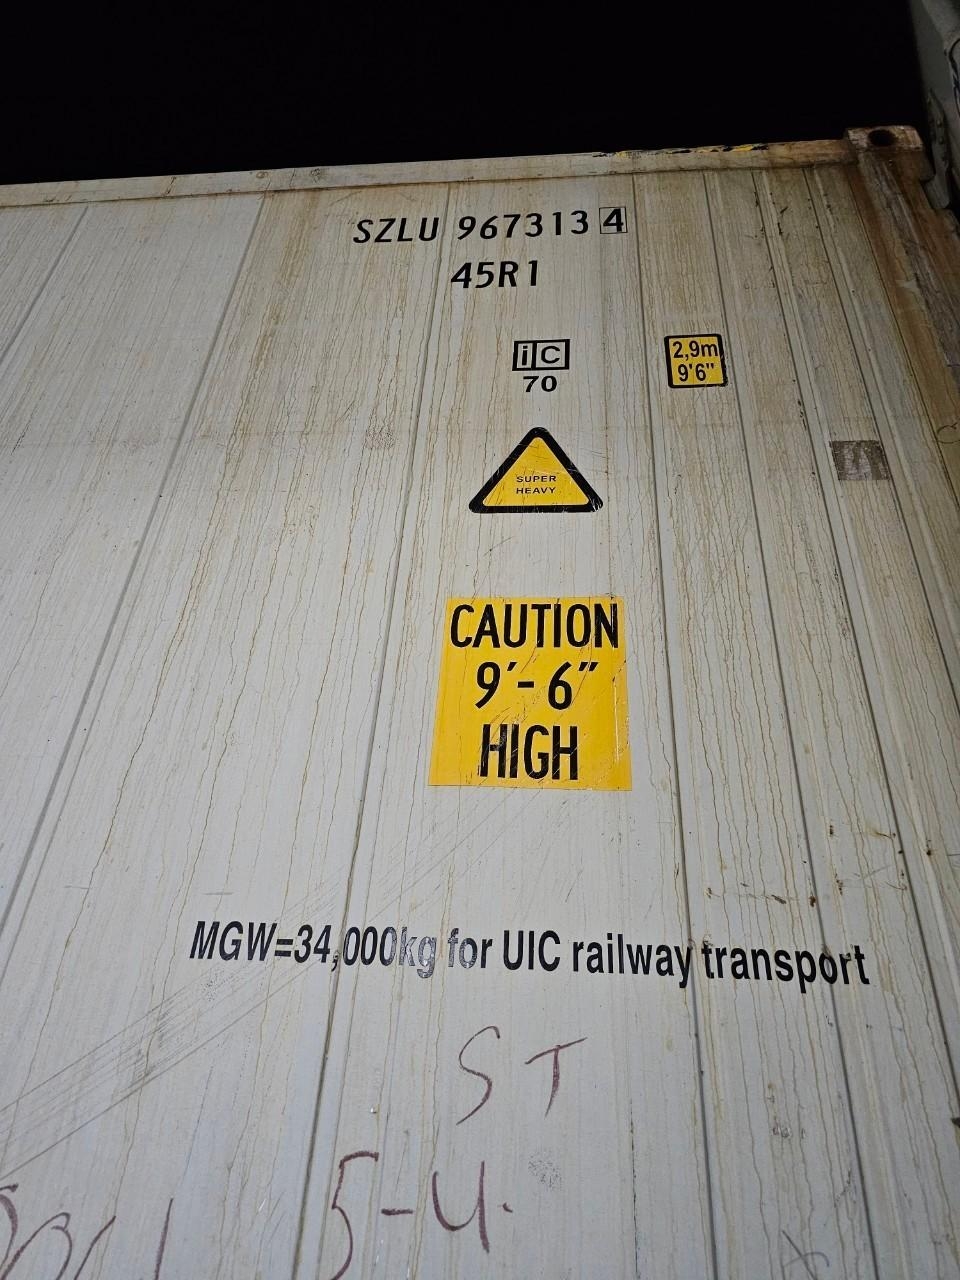 SZLU 967313 4
45R1
iC
70
2,9m
9'6"
SUPER
HEAVY
CAUTION
9'-6"
HIGH
MGW=34,000kg for UIC railway transport
ST
5-4.